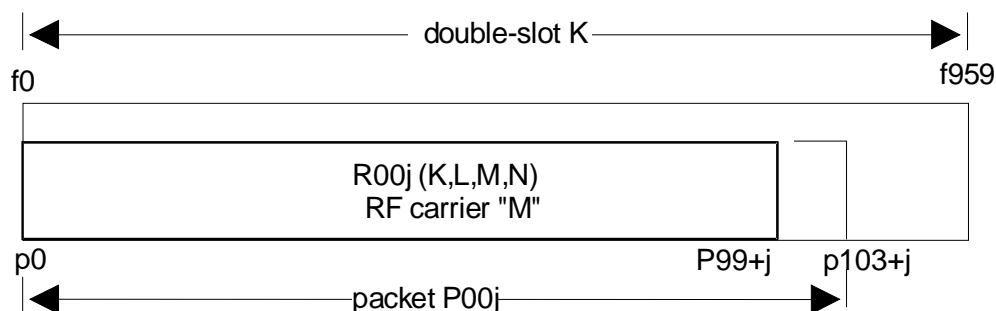 double-slot K
f0
f959
R00j (K,L,M,N)
RF carrier "M"
p0
P99+j
p103+j
packet P00j